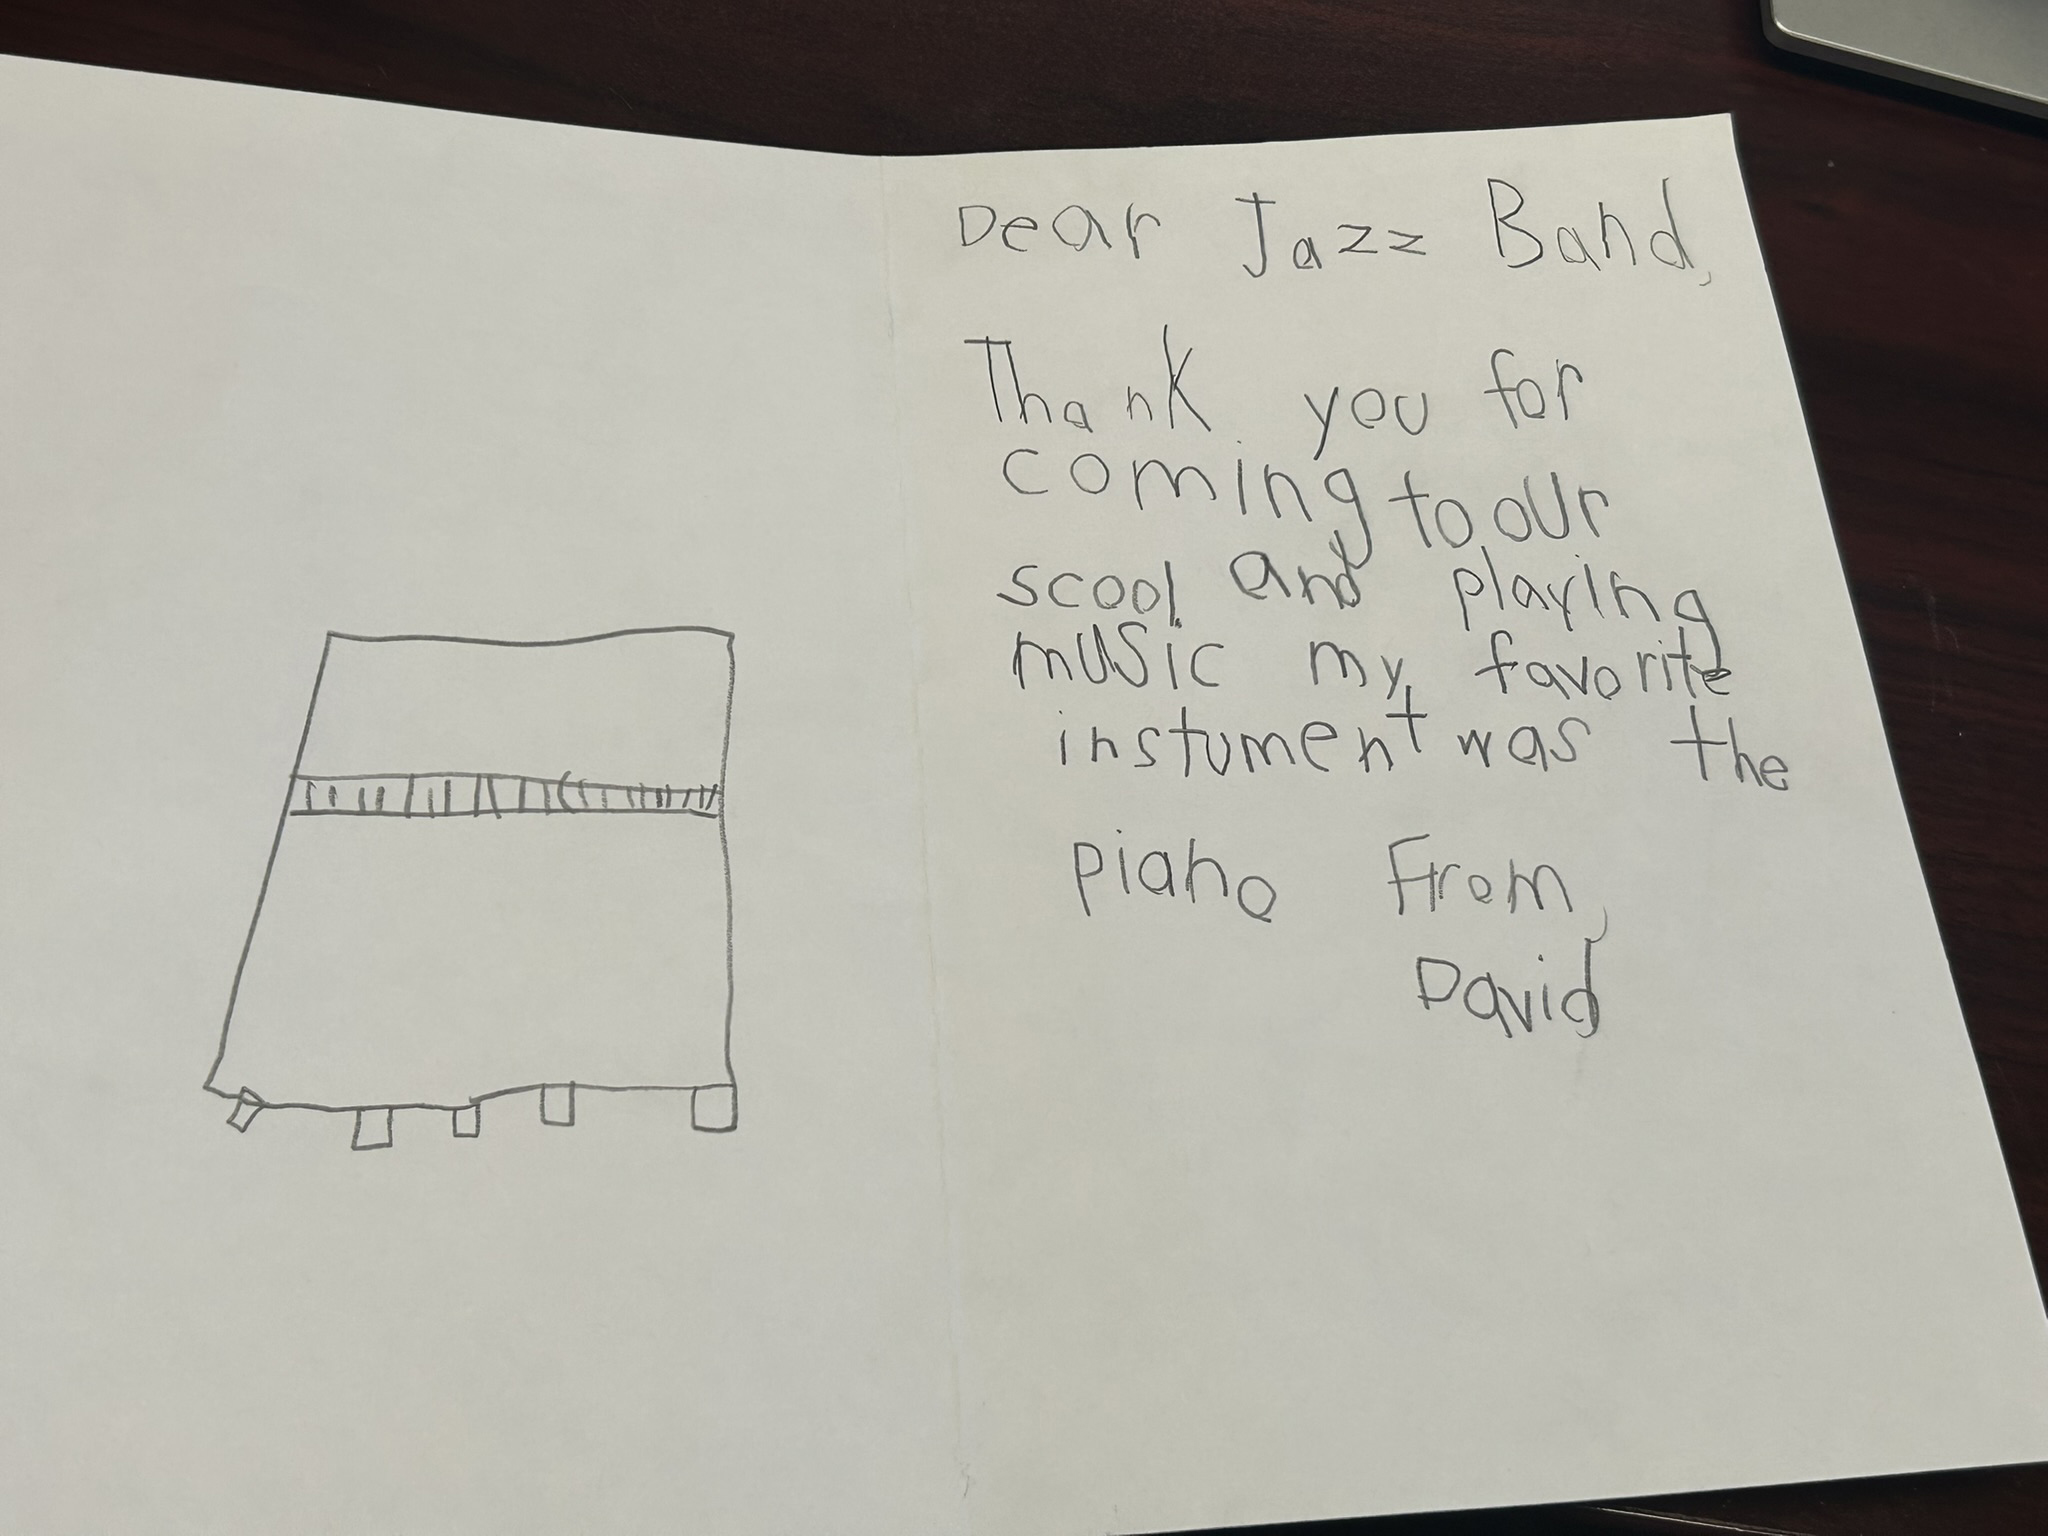 Dear Jazz Band,
Thank you for
coming to our
scool and playing
music my favorite
instument was the
piano From,
David